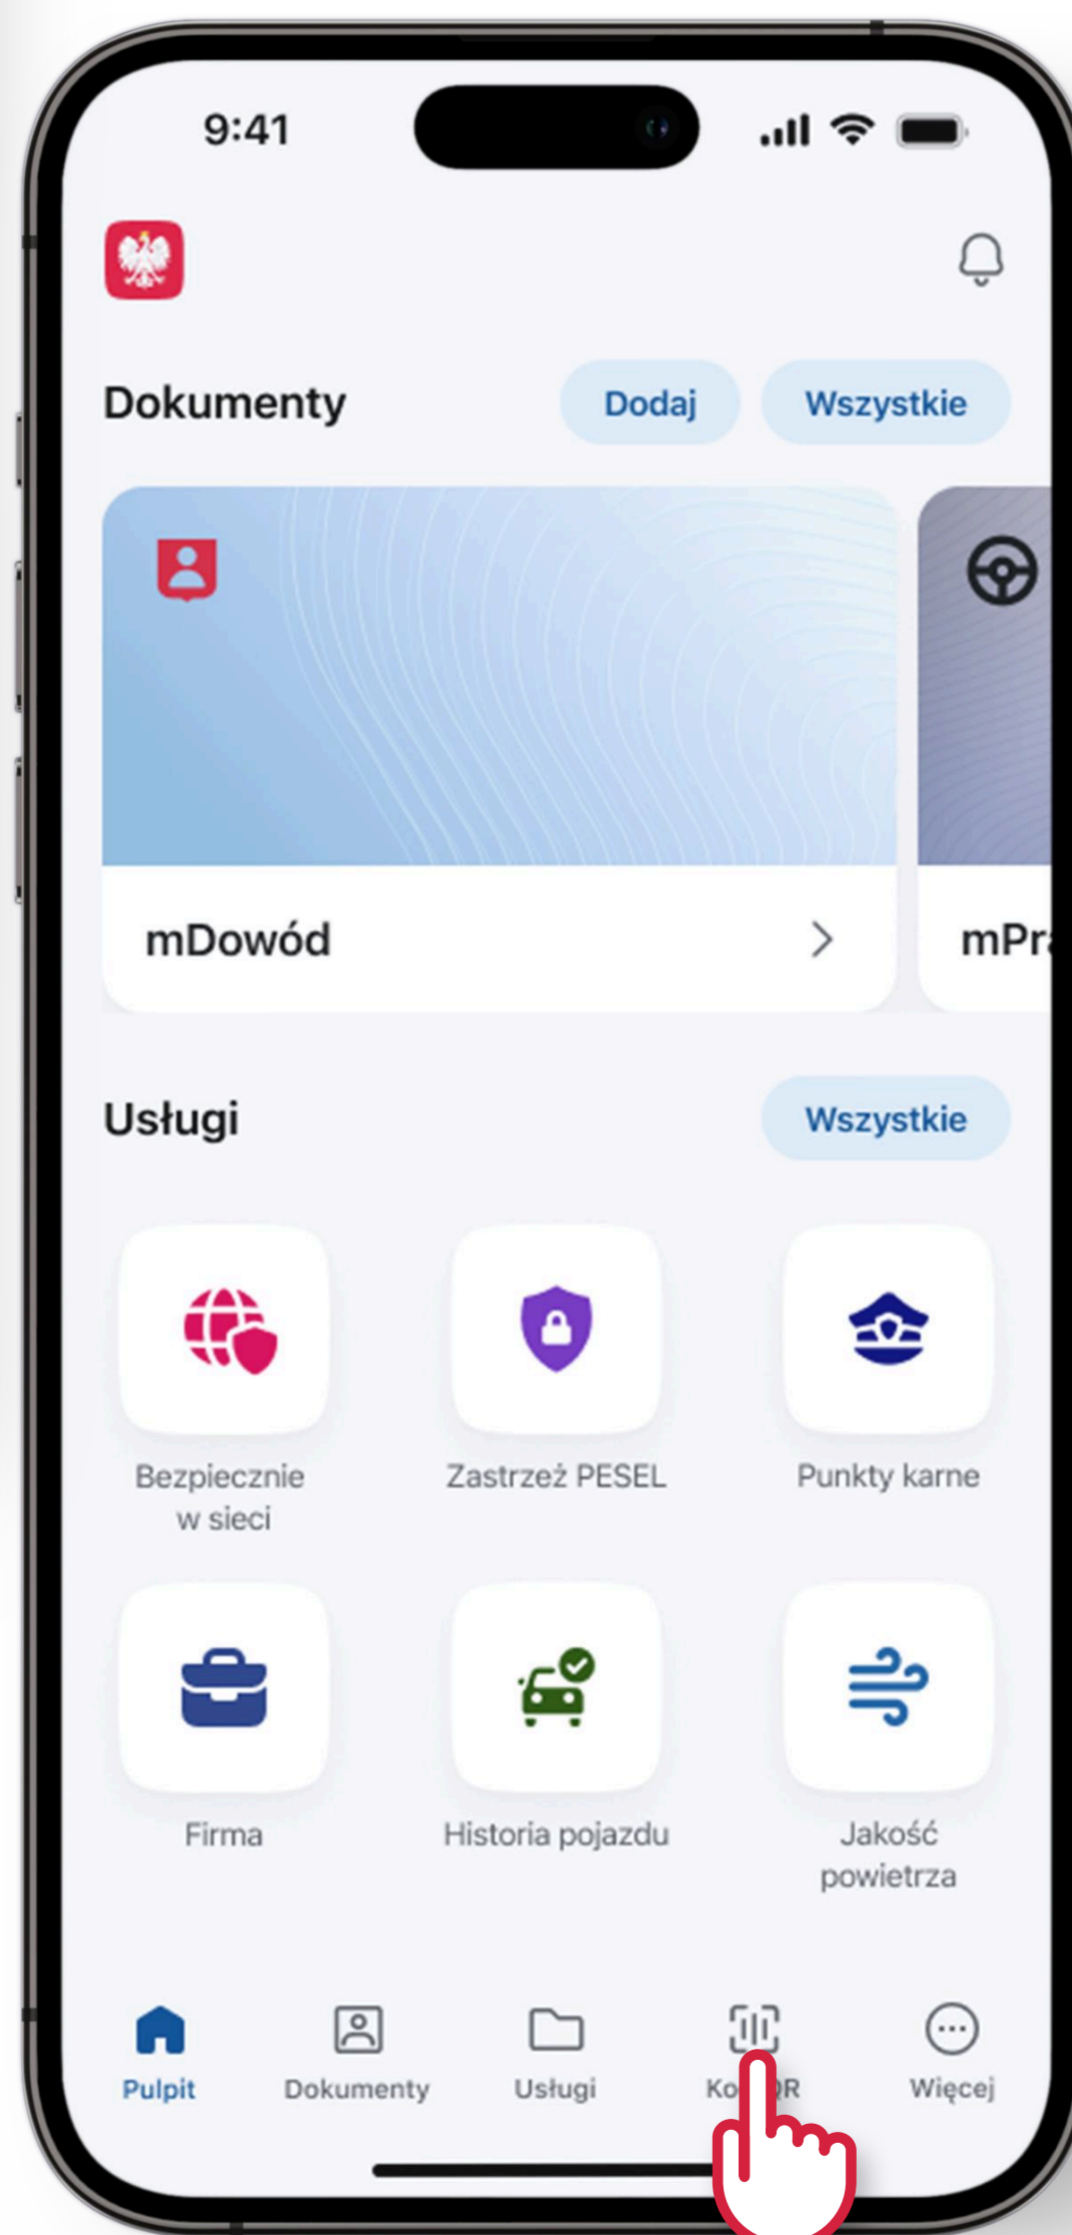 9:41
Dokumenty
Dodaj
Wszystkie
mDowód
Usługi
Wszystkie
Bezpiecznie
w sieci
Zastrzeż PESEL
Punkty karne
Firma
Historia pojazdu
Jakość
powietrza
Pulpit
Dokumenty
Usługi
Więcej